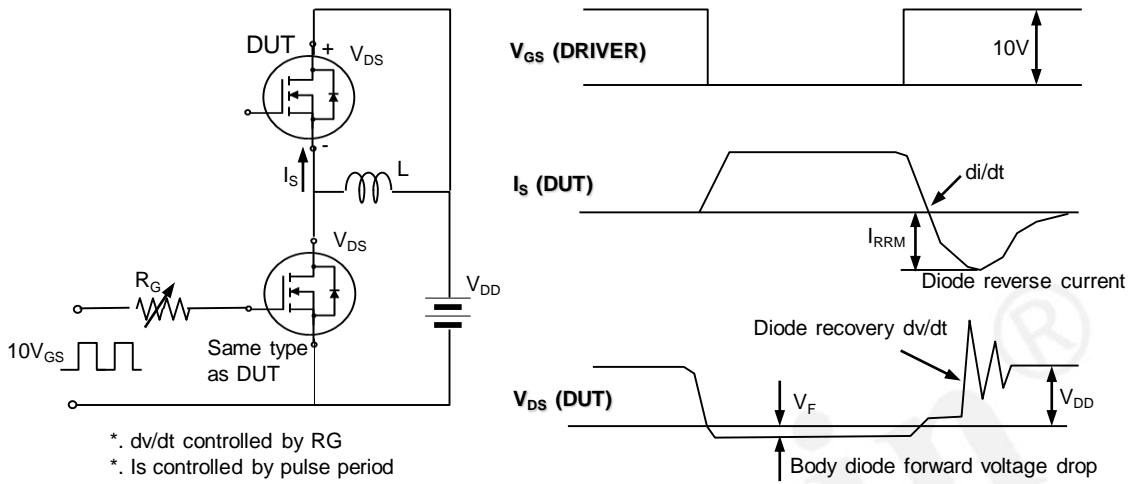 DUT
+
V_DS
-
I_S
L
V_DS
R_G
V_DD
10V_GS
Same type
as DUT
*. dv/dt controlled by RG
*. Is controlled by pulse period
V_GS (DRIVER)
10V
I_S (DUT)
di/dt
I_RRM
Diode reverse current
Diode recovery dv/dt
V_DS (DUT)
V_F
V_DD
Body diode forward voltage drop
in
®